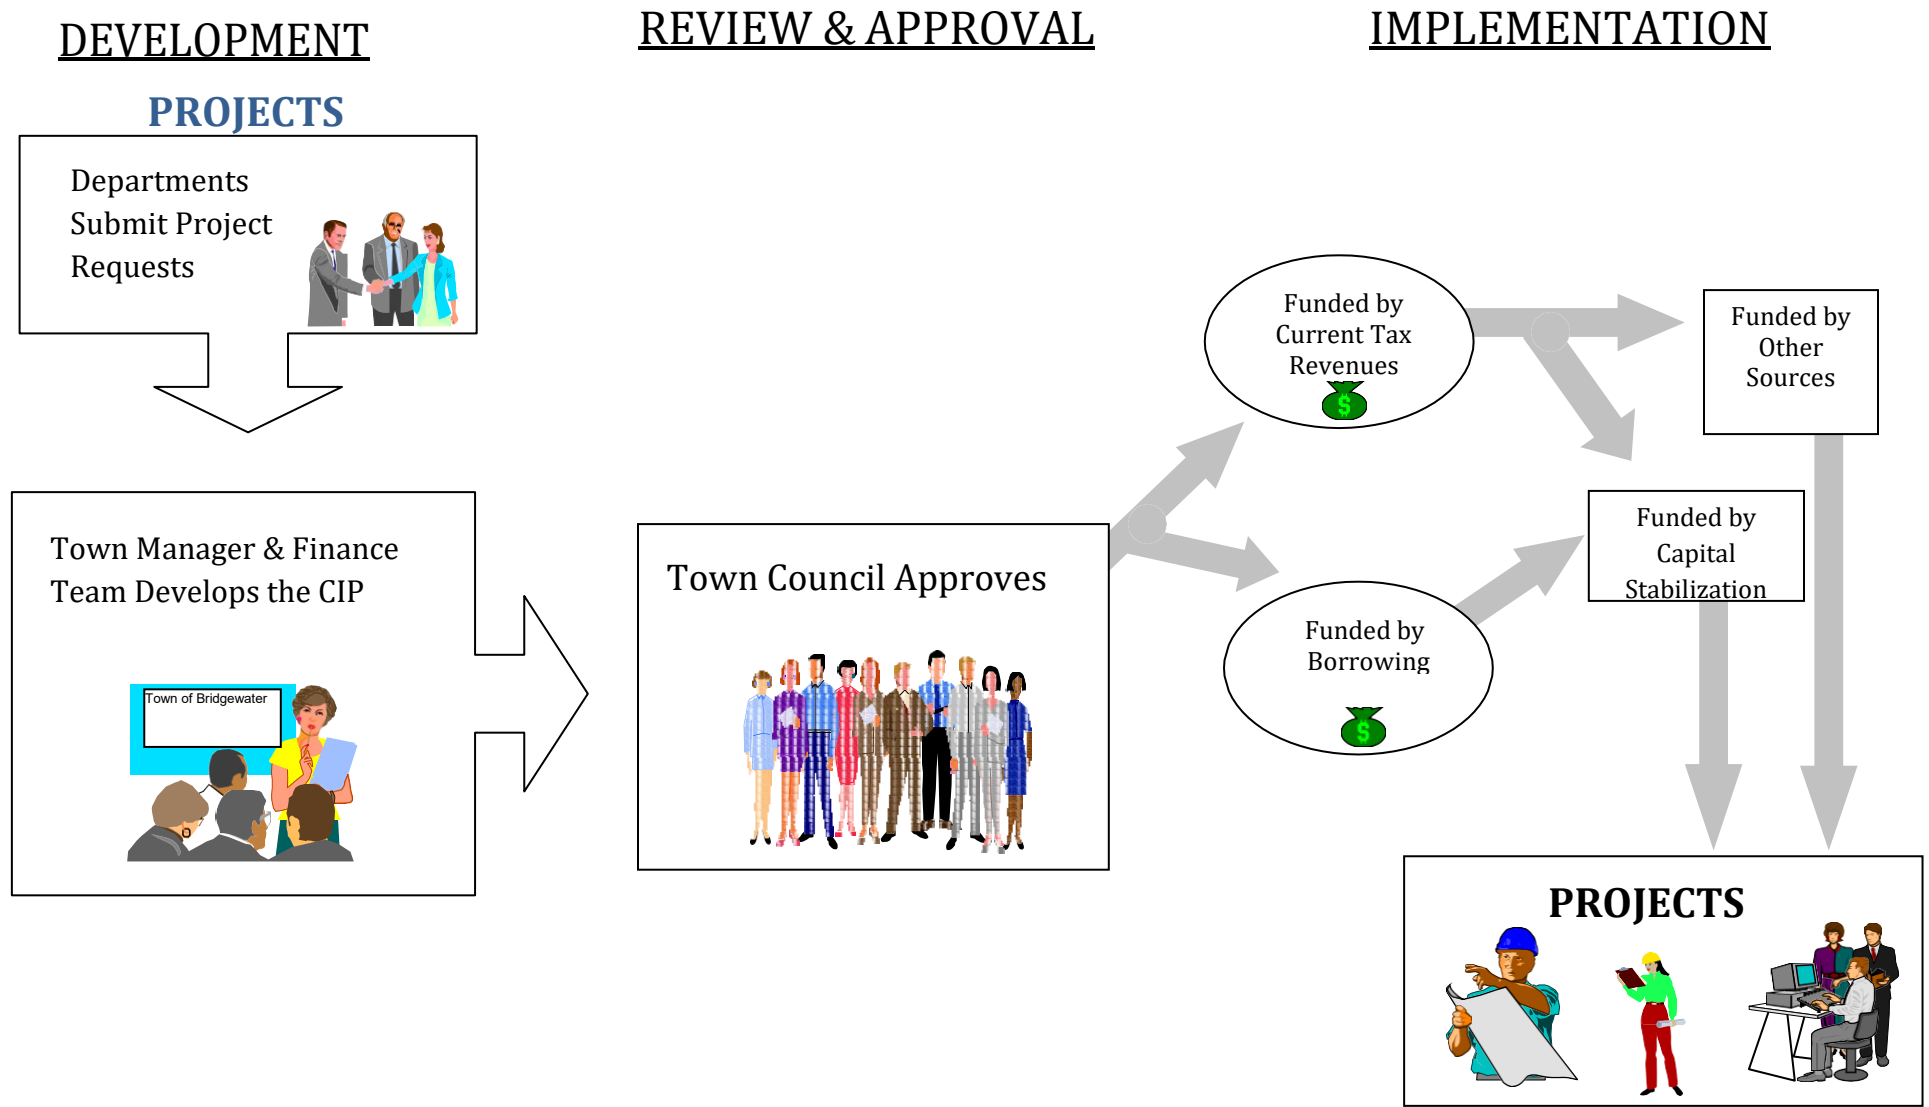 DEVELOPMENT
REVIEW & APPROVAL
IMPLEMENTATION
PROJECTS
Departments
Submit Project
Requests
Town Manager & Finance
Team Develops the CIP
Town of Bridgewater
Town Council Approves
Funded by
Current Tax
Revenues
$
Funded by
Borrowing
$
Funded by
Other
Sources
Funded by
Capital
Stabilization
PROJECTS